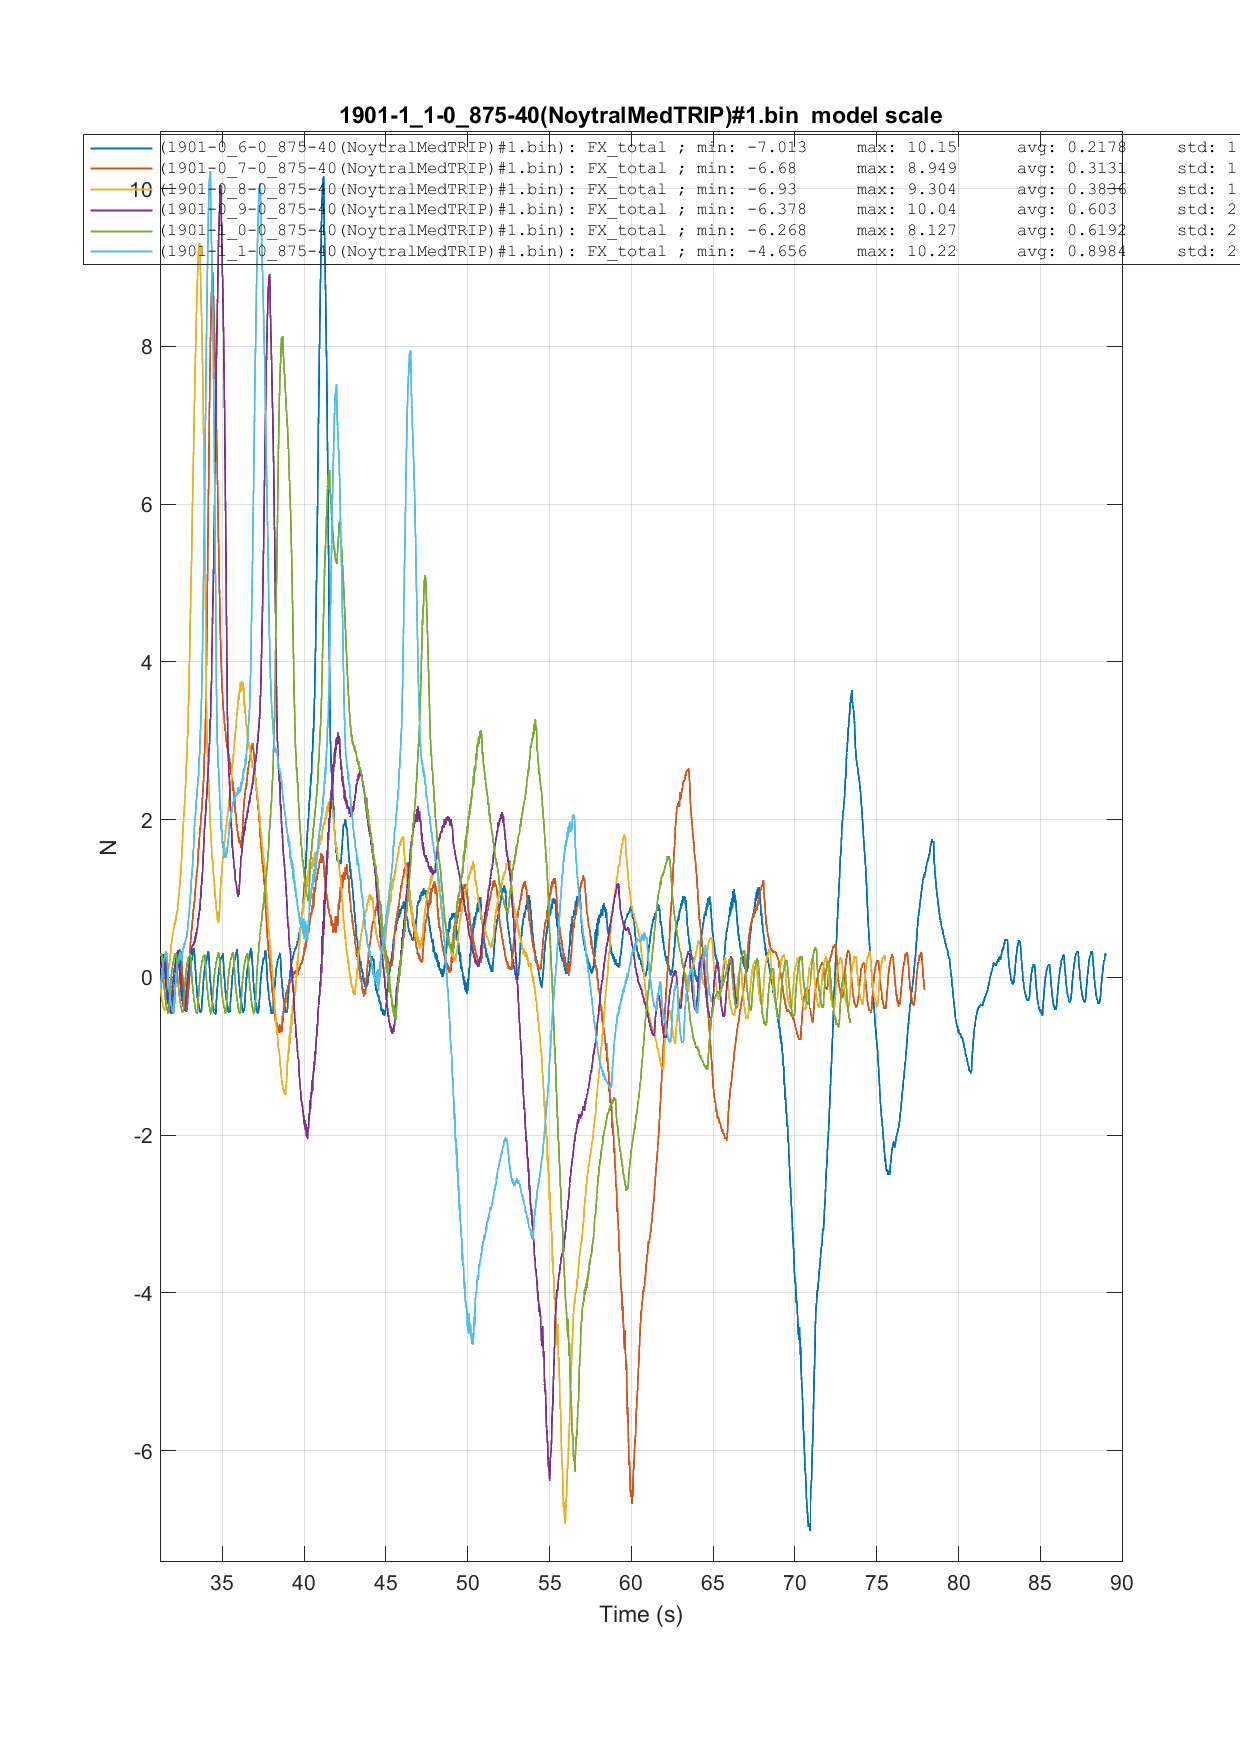 1901-1_1-0_875-40(NoytralMedTRIP)#1.bin  model scale
(1901-0_6-0_875-40(NoytralMedTRIP)#1.bin): FX_total ; min: -7.013 max: 10.15 avg: 0.2178 std: 1
(1901-0_7-0_875-40(NoytralMedTRIP)#1.bin): FX_total ; min: -6.68 max: 8.949 avg: 0.3131 std: 1
(1901-0_8-0_875-40(NoytralMedTRIP)#1.bin): FX_total ; min: -6.93 max: 9.304 avg: 0.3836 std: 1
(1901-0_9-0_875-40(NoytralMedTRIP)#1.bin): FX_total ; min: -6.378 max: 10.04 avg: 0.603 std: 2
(1901-1_0-0_875-40(NoytralMedTRIP)#1.bin): FX_total ; min: -6.268 max: 8.127 avg: 0.6192 std: 2
(1901-1_1-0_875-40(NoytralMedTRIP)#1.bin): FX_total ; min: -4.656 max: 10.22 avg: 0.8984 std: 2
10
8
6
4
2
0
-2
-4
-6
N
35 40 45 50 55 60 65 70 75 80 85 90
Time (s)